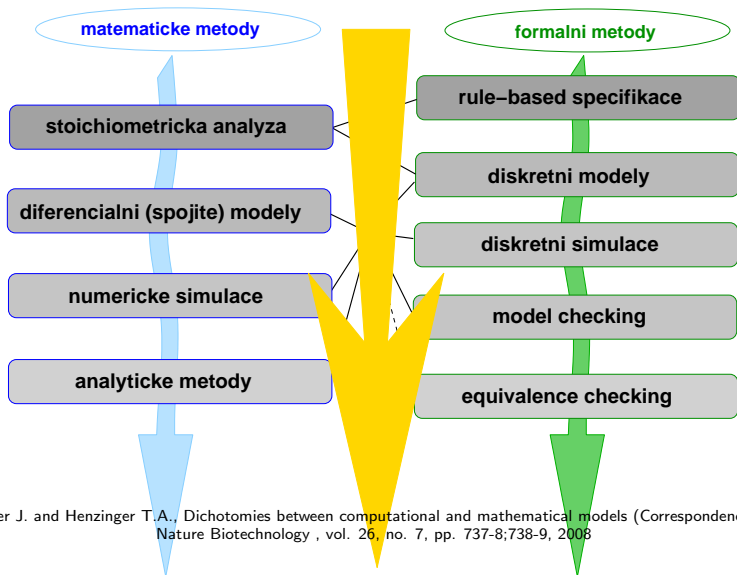 matematicke metody
stoichiometricka analyza
diferencialni (spojite) modely
numericke simulace
analyticke metody
formalni metody
rule–based specifikace
diskretni modely
diskretni simulace
model checking
equivalence checking
er J. and Henzinger T.A., Dichotomies between computational and mathematical models (Corresponden
Nature Biotechnology , vol. 26, no. 7, pp. 737-8;738-9, 2008